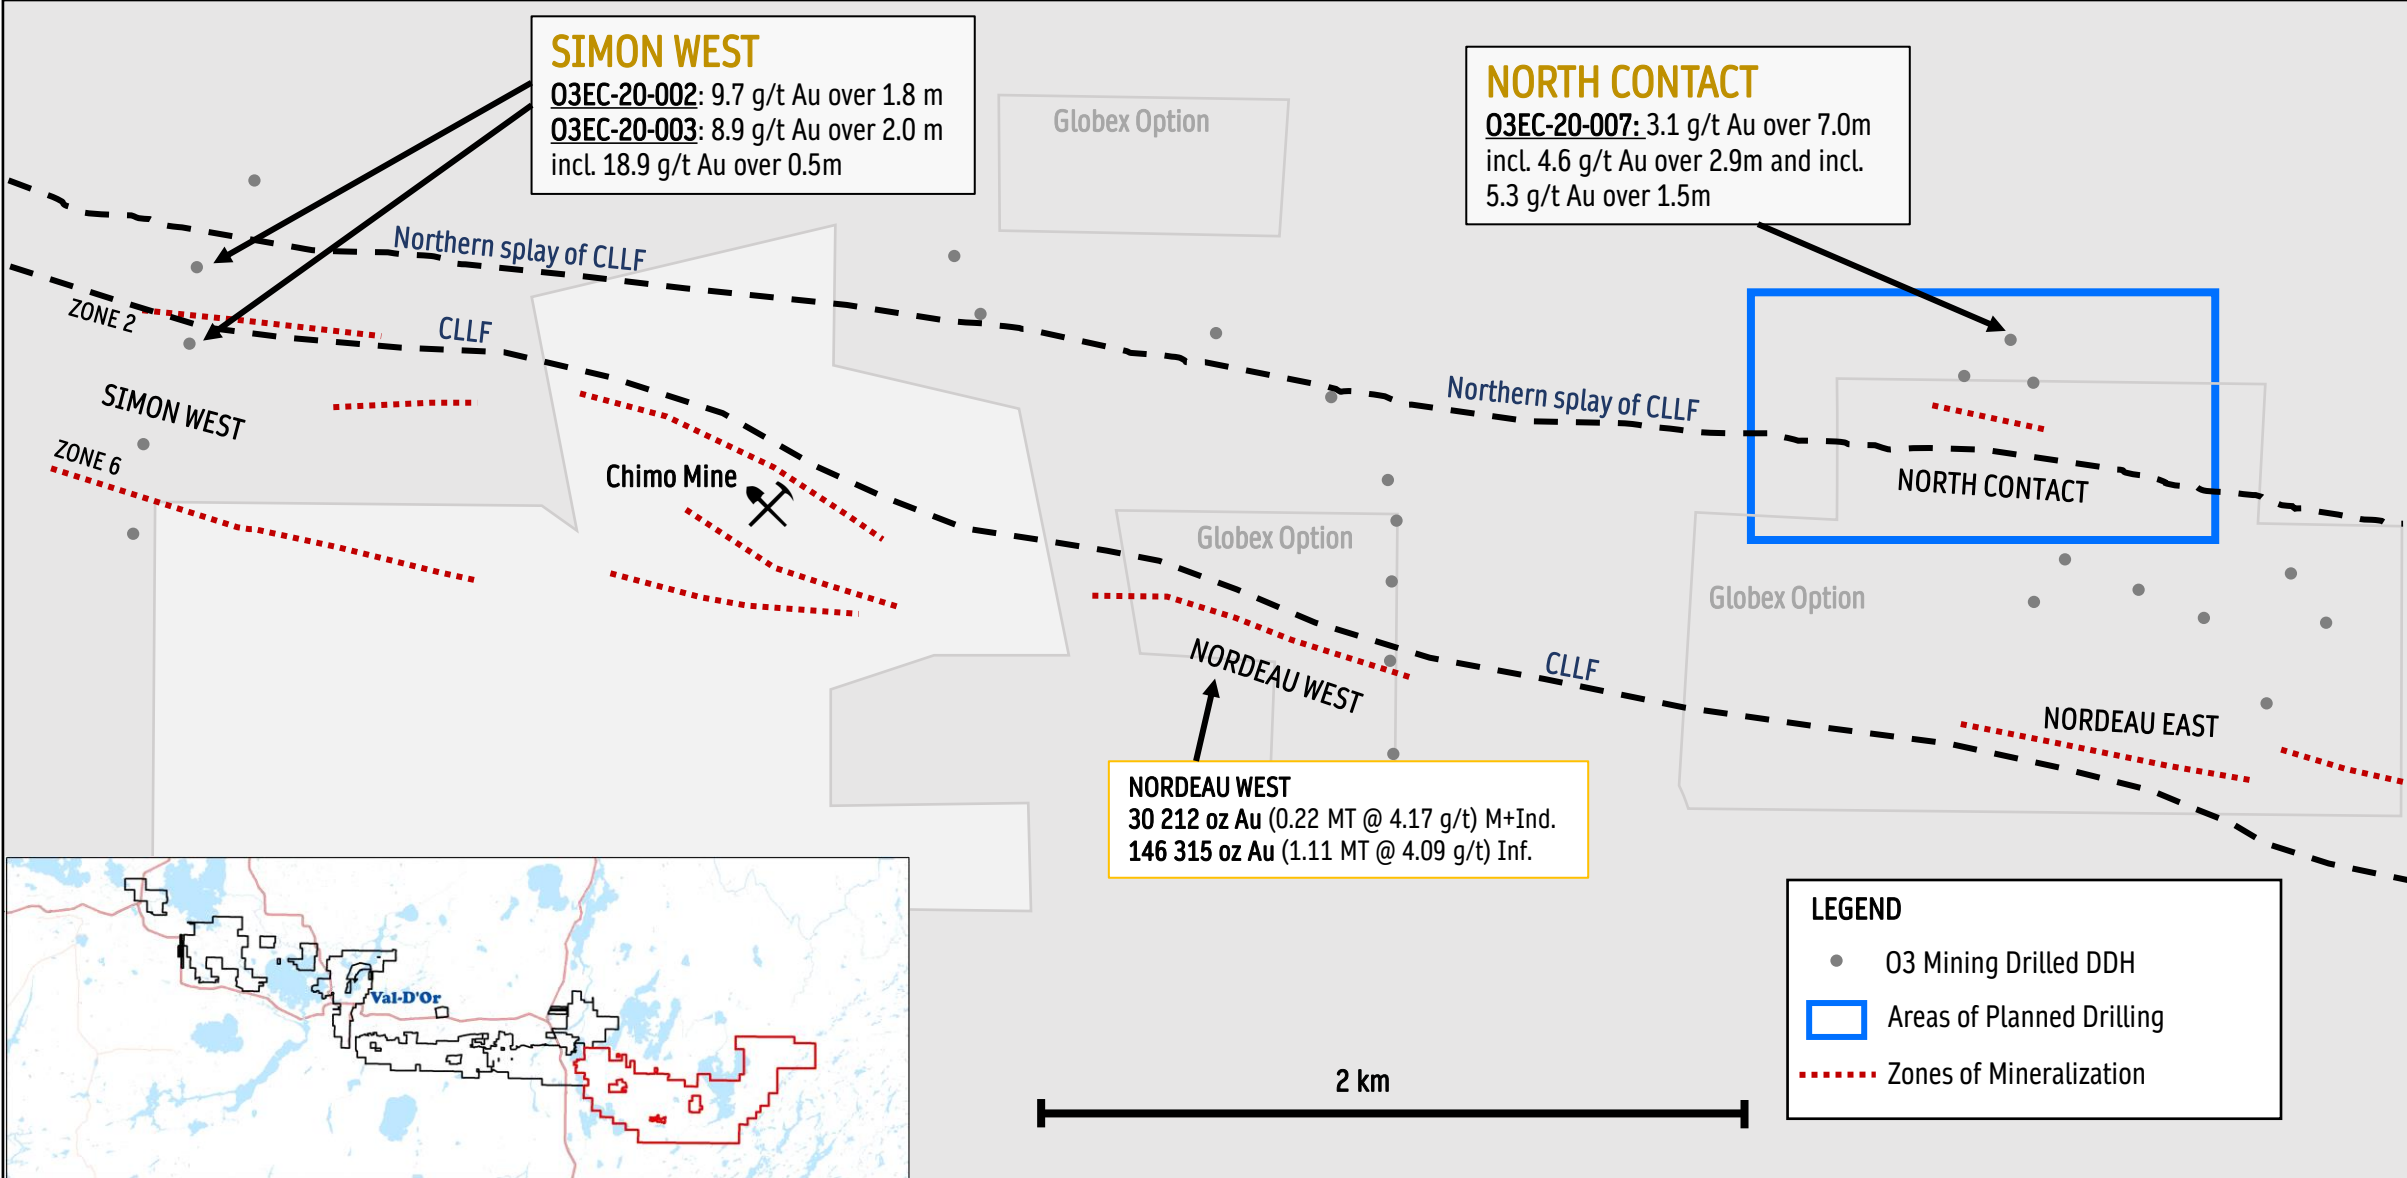 SIMON WEST
O3EC-20-002: 9.7 g/t Au over 1.8 m
O3EC-20-003: 8.9 g/t Au over 2.0 m
incl. 18.9 g/t Au over 0.5m
NORTH CONTACT
O3EC-20-007: 3.1 g/t Au over 7.0m
incl. 4.6 g/t Au over 2.9m and incl.
5.3 g/t Au over 1.5m
Globex Option
Northern splay of CLLF
ZONE 2
CLLF
SIMON WEST
ZONE 6
Chimo Mine
Northern splay of CLLF
NORTH CONTACT
Globex Option
Globex Option
NORDEAU WEST
CLLF
NORDEAU EAST
NORDEAU WEST
30 212 oz Au (0.22 MT @ 4.17 g/t) M+Ind.
146 315 oz Au (1.11 MT @ 4.09 g/t) Inf.
Val-D'Or
2 km
LEGEND
O3 Mining Drilled DDH
Areas of Planned Drilling
Zones of Mineralization